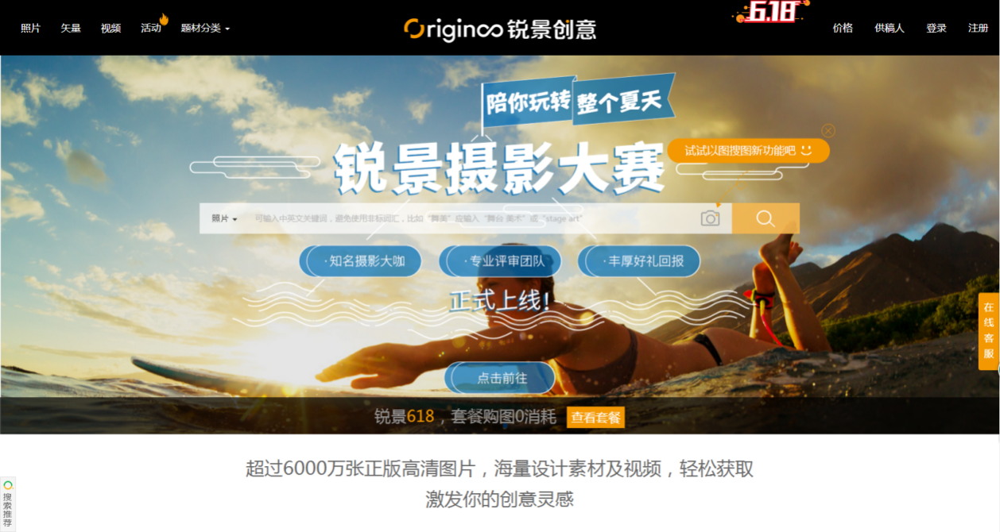 照片 矢量 视频 活动 题材分类
Originoo 锐景创意
6.18
价格 供稿人 登录 注册
陪你玩转 整个夏天
锐景摄影大赛
试试以图搜图新功能吧
照片 可输入中英文关键词，避免使用非标词汇，比如“舞美”应输入“舞台 美术”或“stage art”
·知名摄影大咖 ·专业评审团队 ·丰厚好礼回报
正式上线!
在线客服
点击前往
锐景618，套餐购图0消耗 查看套餐
超过6000万张正版高清图片，海量设计素材及视频，轻松获取
激发你的创意灵感
搜索推荐